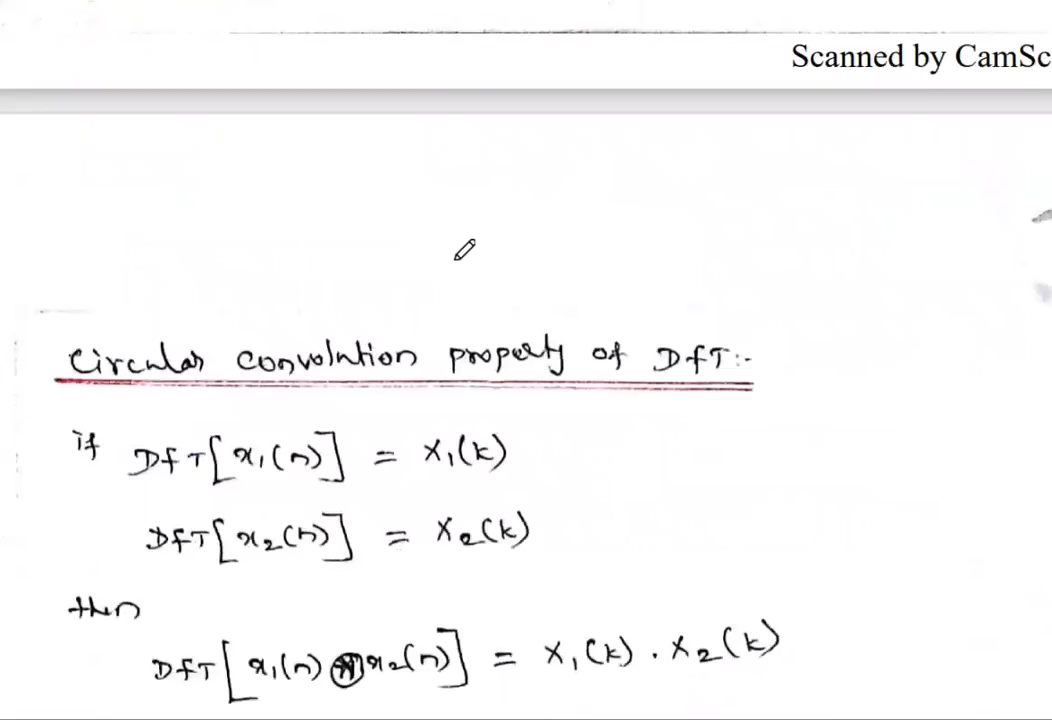 Scanned by CamSc
Circular convolution property of DfT:-
if DfT[x₁(n)] = X₁(k)
DfT[x₂(n)] = X₂(k)
then
DfT[x₁(n) Ⓝ x₂(n)] = X₁(k) . X₂(k)